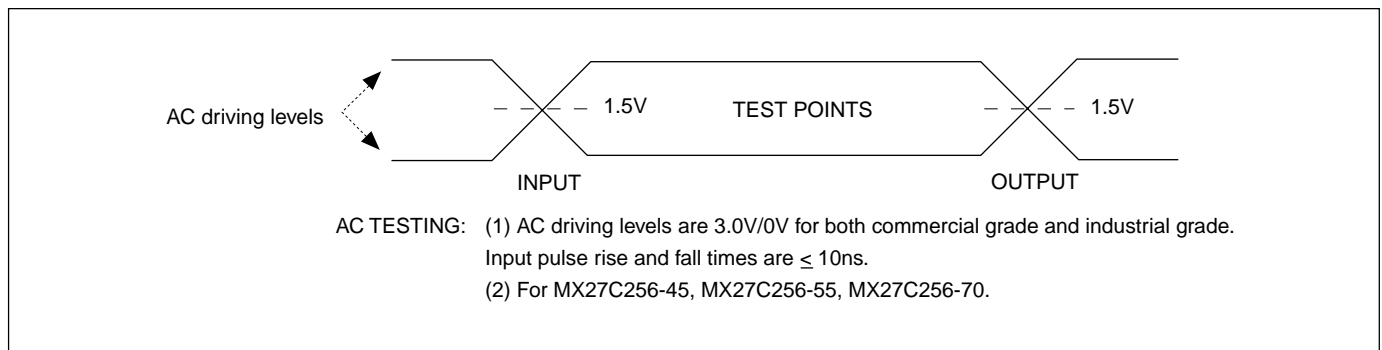 AC driving levels
1.5V
TEST POINTS
1.5V
INPUT
OUTPUT
AC TESTING: (1) AC driving levels are 3.0V/0V for both commercial grade and industrial grade.
Input pulse rise and fall times are ≤ 10ns.
(2) For MX27C256-45, MX27C256-55, MX27C256-70.